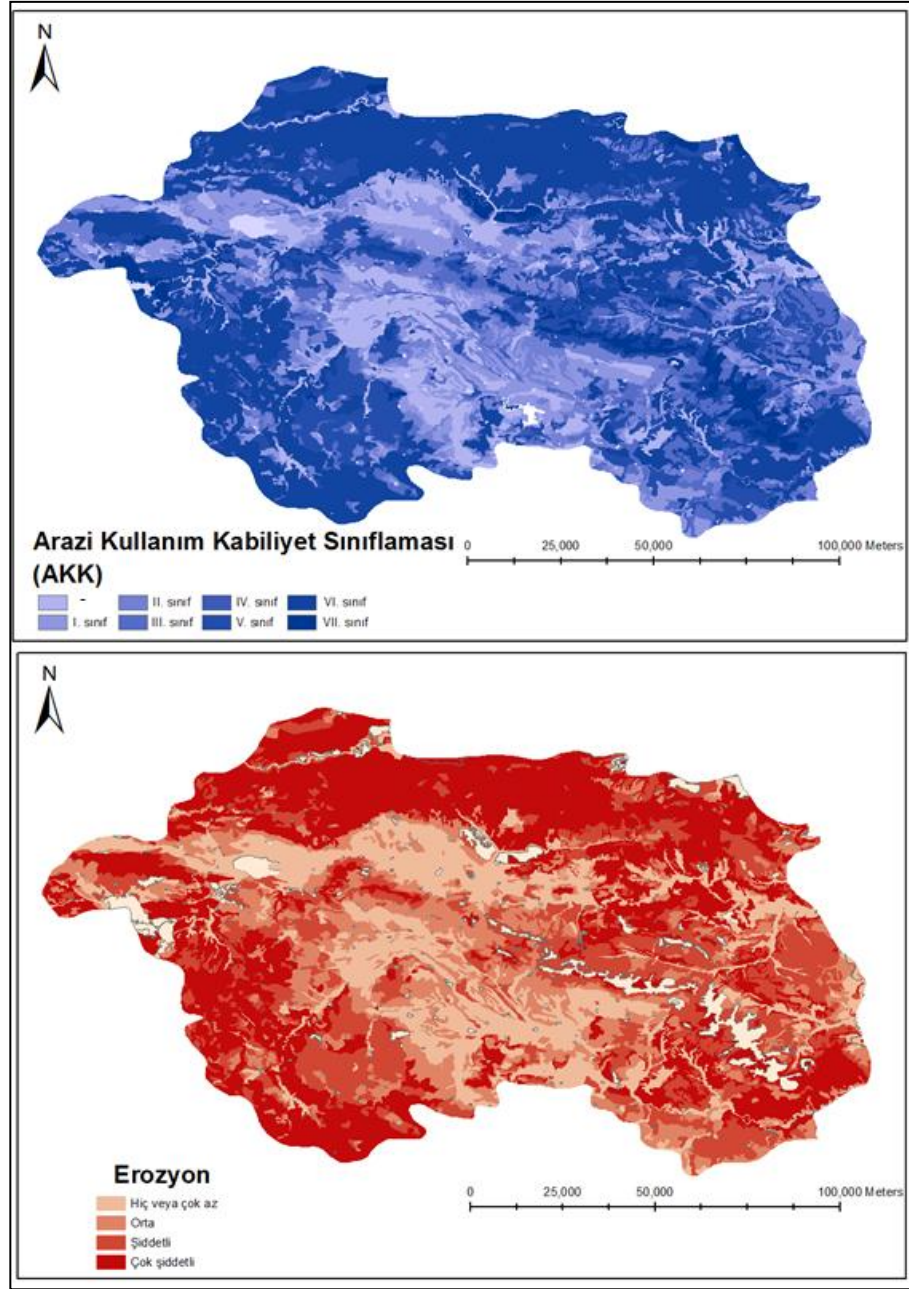 N
Arazi Kullanım Kabiliyet Sınıflaması
(AKK)
0 25,000 50,000 100,000 Meters
- II. sınıf IV. sınıf VI. sınıf
I. sınıf III. sınıf V. sınıf VII. sınıf
N
Erozyon
Hiç veya çok az
Orta
Şiddetli
Çok şiddetli
0 25,000 50,000 100,000 Meters